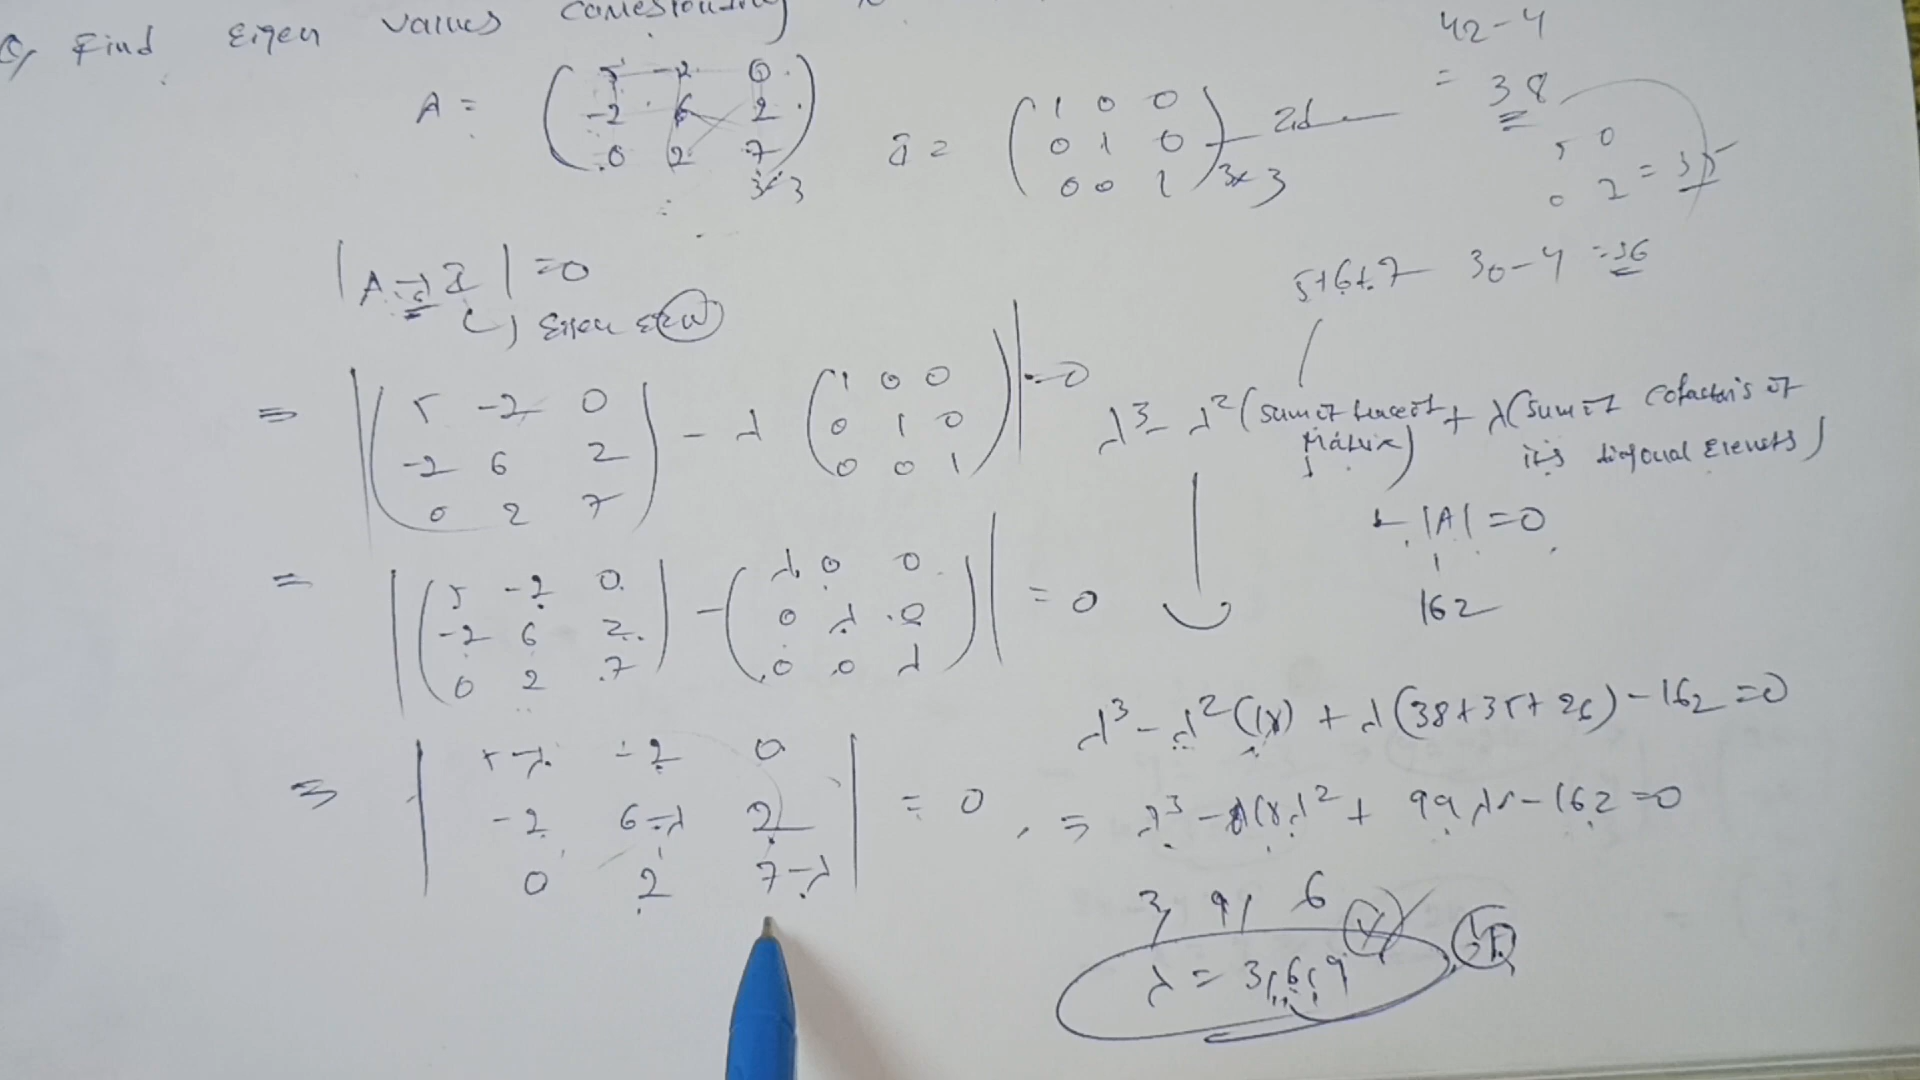 Q, Find Eigen values
A = ( 5 -2 0
-2 6 2
0 2 7 ) 3×3
I = ( 1 0 0
0 1 0
0 0 1 ) 3×3
42-4
= 38
5 0
0 7 = 35
|A-λI| = 0
5+6+7 30-4 = 26
=> |( 5 -2 0
-2 6 2
0 2 7 ) - λ ( 1 0 0
0 1 0
0 0 1 )| = 0
λ³ - λ² (sum of trace of matrix) + λ (sum of cofactors of its diagonal Elements)
- |A| = 0
162
= |( 5 -2 0
-2 6 2
0 2 7 ) - ( λ 0 0
0 λ 0
0 0 λ )| = 0
λ³ - λ² (18) + λ (38+35+26) - 162 = 0
=> | 5-λ -2 0
-2 6-λ 2
0 2 7-λ | = 0
=> λ³ - 18λ² + 99λ - 162 = 0
3, 9, 6
λ = 3, 6, 9